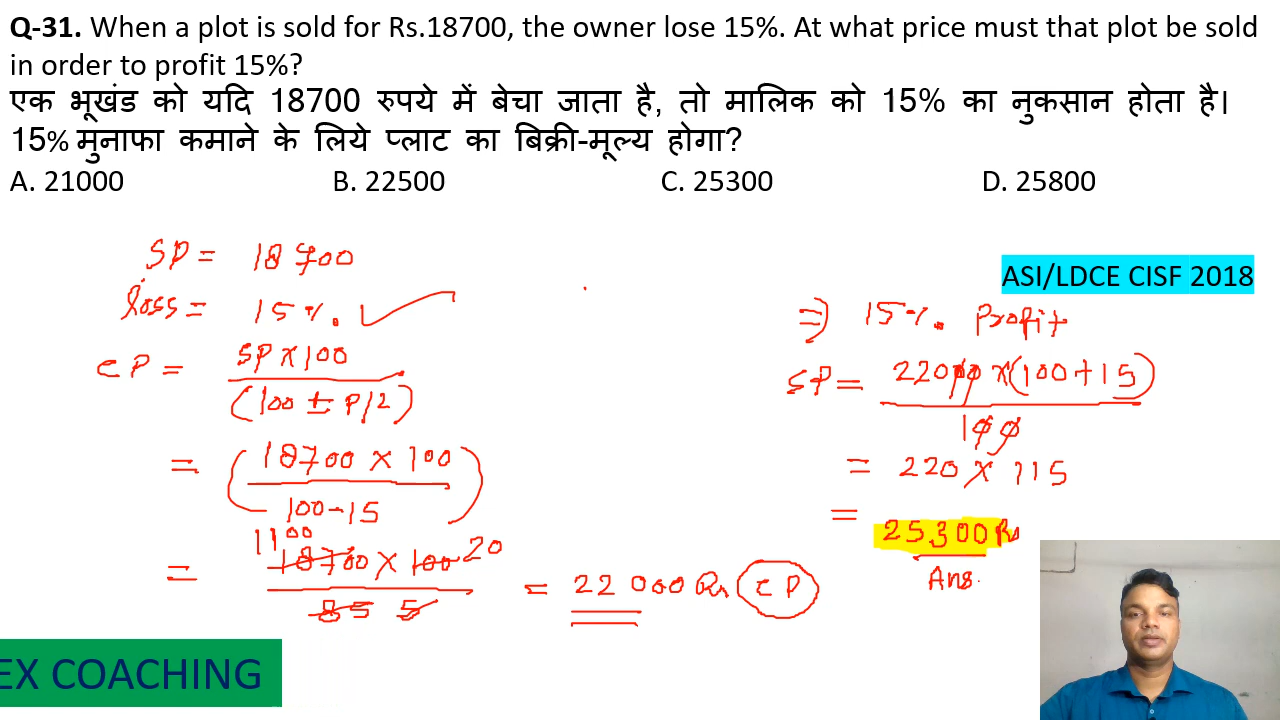 Q-31. When a plot is sold for Rs.18700, the owner lose 15%. At what price must that plot be sold
in order to profit 15%?
एक भूखंड को यदि 18700 रुपये में बेचा जाता है, तो मालिक को 15% का नुकसान होता है।
15% मुनाफा कमाने के लिये प्लाट का बिक्री-मूल्य होगा?
A. 21000 B. 22500 C. 25300 D. 25800
SP = 18700
loss = 15%.
CP = SP×100
(100 ± P/L)
= (18700 × 100)
100-15
1100
= 18700 × 100 20
85 5
= 22000 Rs CP
ASI/LDCE CISF 2018
⇒ 15%. Profit
SP = 22000 ×(100+15)
100
= 220 × 115
= 25300 Rs
Ans.
EX COACHING